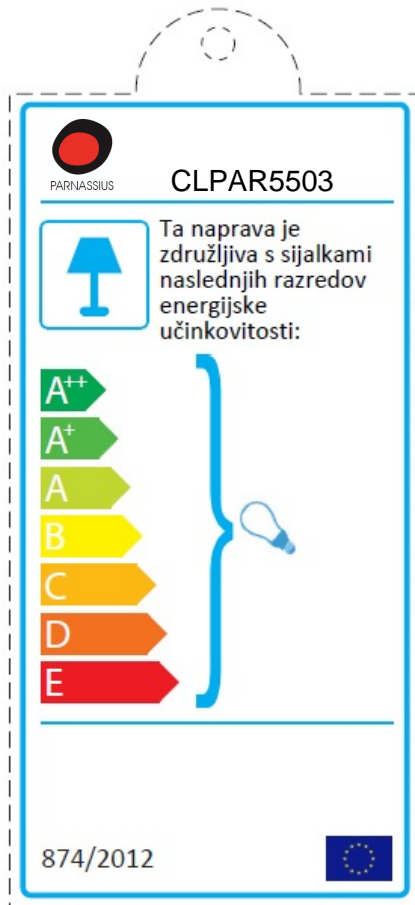 PARNASSIUS
CLPAR5503
Ta naprava je
združljiva s sijalkami
naslednjih razredov
energijske
učinkovitosti:
A++
A+
A
B
C
D
E
874/2012